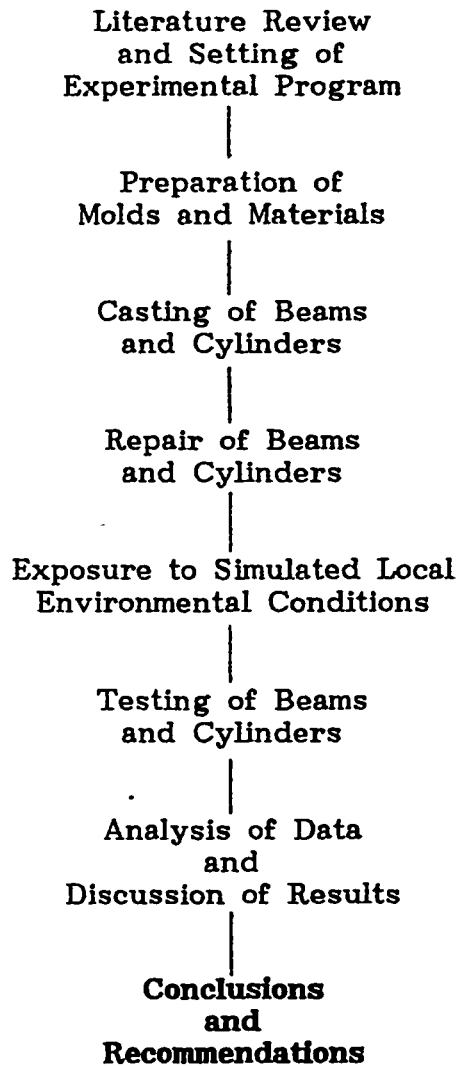 Literature Review
and Setting of
Experimental Program
Preparation of
Molds and Materials
Casting of Beams
and Cylinders
Repair of Beams
and Cylinders
Exposure to Simulated Local
Environmental Conditions
Testing of Beams
and Cylinders
Analysis of Data
and
Discussion of Results
Conclusions
and
Recommendations